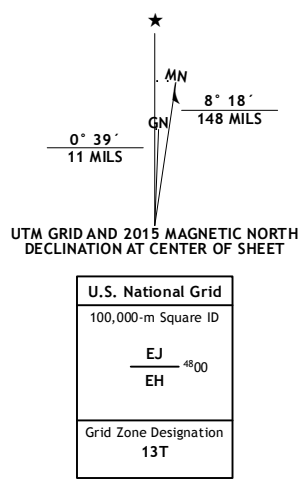 MN
GN
8° 18´
148 MILS
0° 39´
11 MILS
UTM GRID AND 2015 MAGNETIC NORTH
DECLINATION AT CENTER OF SHEET
U.S. National Grid
100,000-m Square ID
EJ
4800
EH
Grid Zone Designation
13T